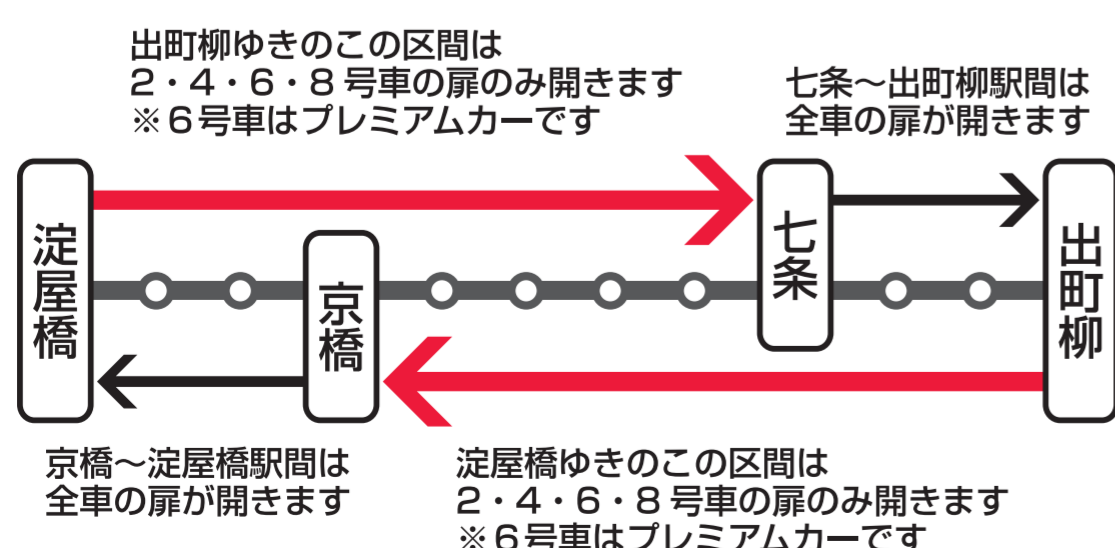 出町柳ゆきのこの区間は
2・4・6・8 号車の扉のみ開きます
※6号車はプレミアムカーです
七条〜出町柳駅間は
全車の扉が開きます
淀屋橋
京橋
七条
出町柳
京橋〜淀屋橋駅間は
全車の扉が開きます
淀屋橋ゆきのこの区間は
2・4・6・8 号車の扉のみ開きます
※6号車はプレミアムカーです